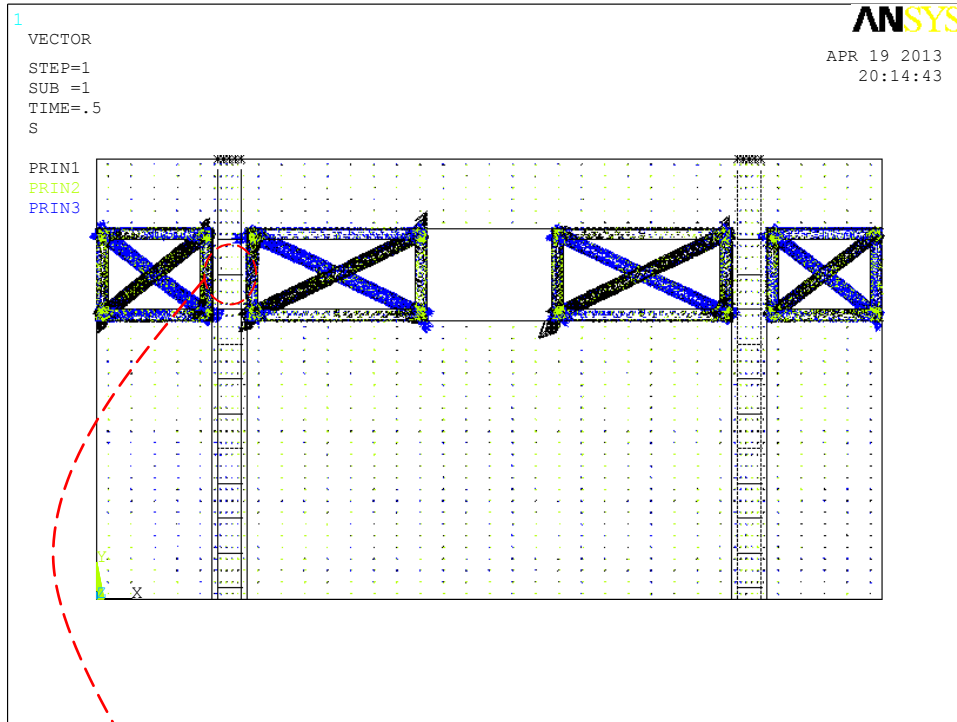 1
ANSYS
VECTOR
APR 19 2013
20:14:43
STEP=1
SUB =1
TIME=.5
S
PRIN1
PRIN2
PRIN3
Y
Z
X